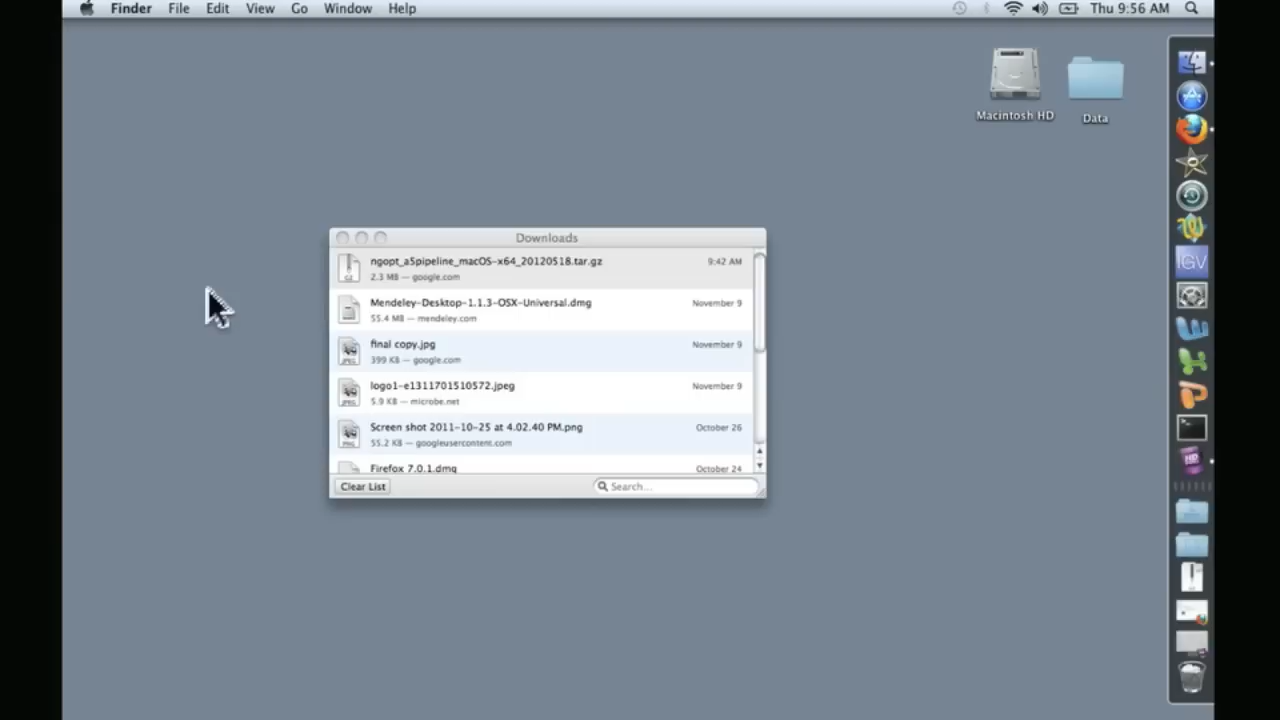 Finder File Edit View Go Window Help Thu 9:56 AM
Macintosh HD
Data
Downloads
ngopt_a5pipeline_macOS-x64_20120518.tar.gz 9:42 AM
2.3 MB — google.com
Mendeley-Desktop-1.1.3-OSX-Universal.dmg November 9
55.4 MB — mendeley.com
final copy.jpg November 9
399 KB — google.com
logo1-e1311701510572.jpeg November 9
5.9 KB — microbe.net
Screen shot 2011-10-25 at 4.02.40 PM.png October 26
55.2 KB — googleusercontent.com
Firefox 7.0.1.dmg October 24
Clear List
Search...
IGV